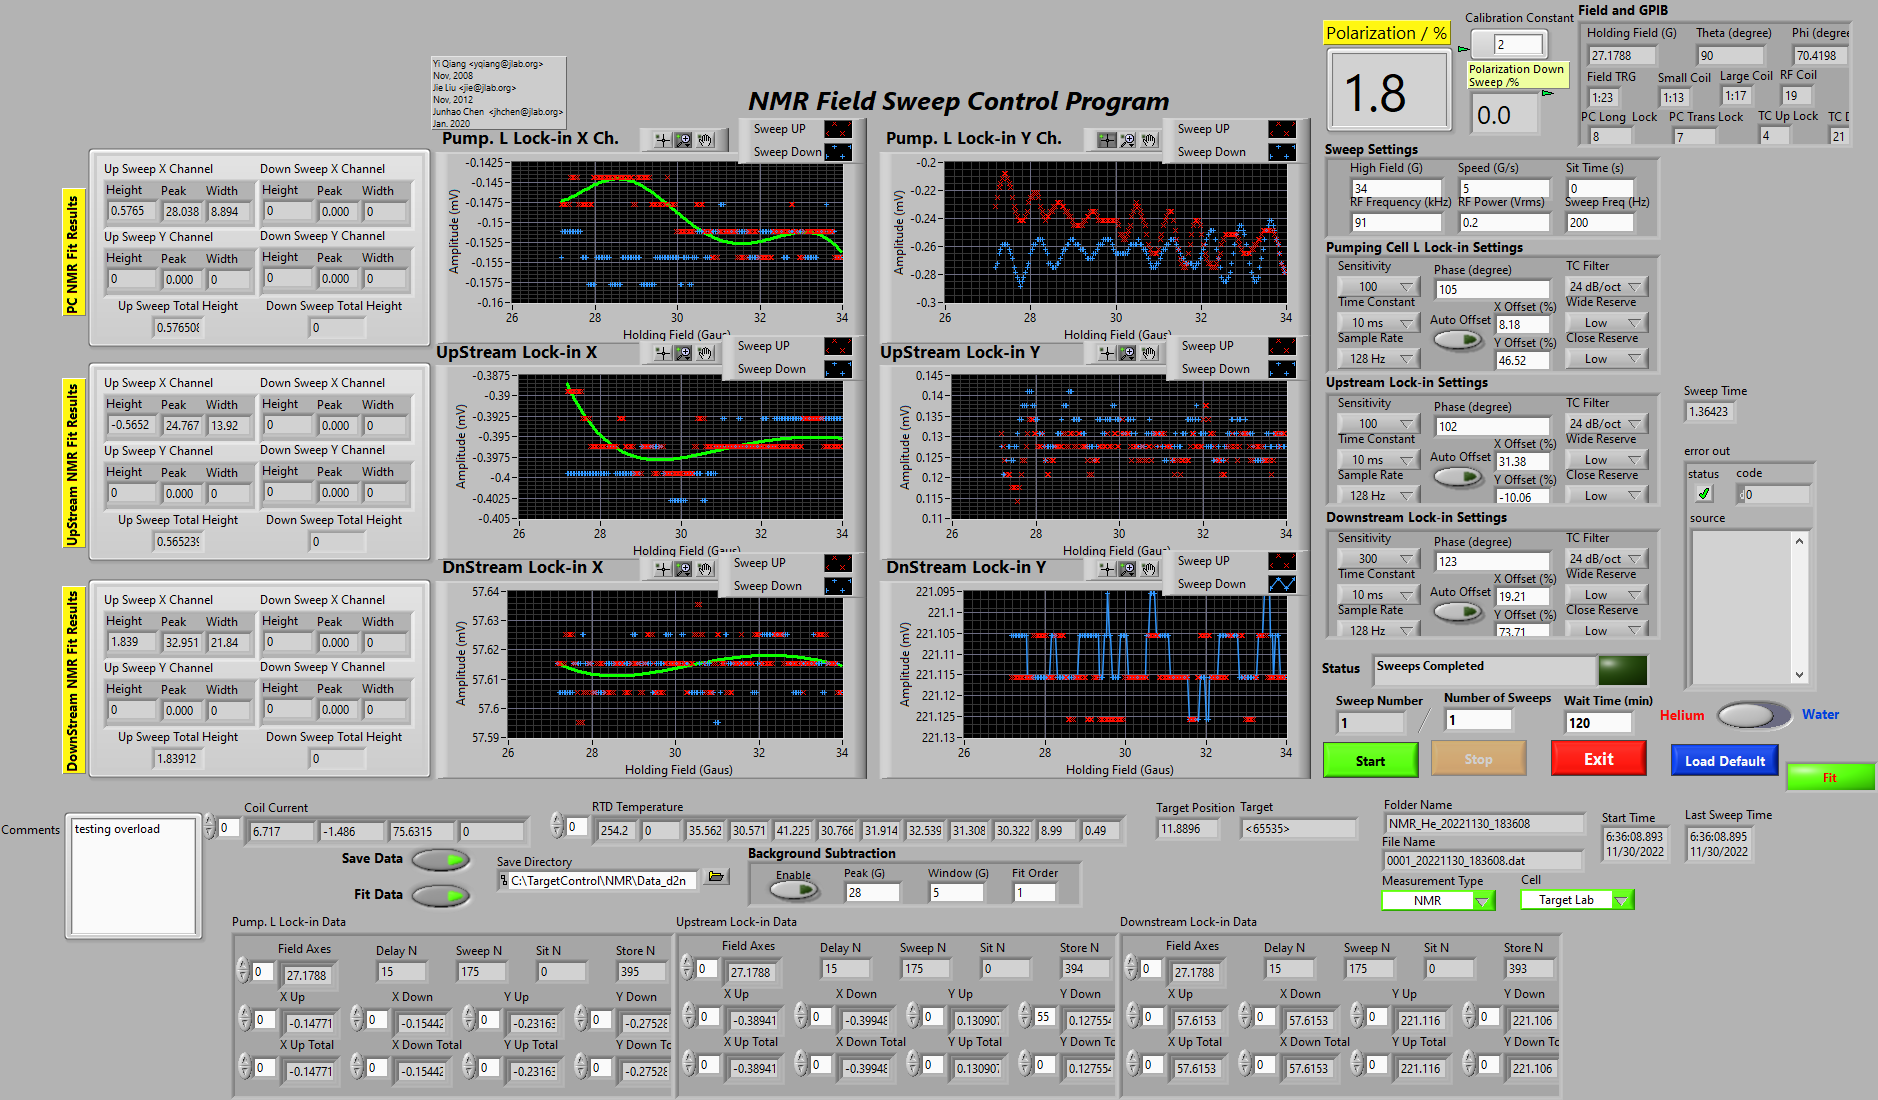 Yi Qiang <yqiang@jlab.org>
Nov, 2008
Jie Liu <jie@jlab.org>
Nov, 2012
Junhao Chen <jhchen@jlab.org>
Jan. 2020
NMR Field Sweep Control Program
Polarization / %
1.8
Calibration Constant
2
Polarization Down
Sweep /%
0.0
Field and GPIB
Holding Field (G) Theta (degree) Phi (degree
27.1788 90 70.4198
Field TRG Small Coil Large Coil RF Coil
1:23 1:13 1:17 19
PC Long Lock PC Trans Lock TC Up Lock TC D
8 7 4 21
PC NMR Fit Results
Up Sweep X Channel Down Sweep X Channel
Height Peak Width Height Peak Width
0.5765 28.038 8.894 0 0.000 0
Up Sweep Y Channel Down Sweep Y Channel
Height Peak Width Height Peak Width
0 0.000 0 0 0.000 0
Up Sweep Total Height Down Sweep Total Height
0.576508 0
UpStream NMR Fit Results
Up Sweep X Channel Down Sweep X Channel
Height Peak Width Height Peak Width
-0.5652 24.767 13.92 0 0.000 0
Up Sweep Y Channel Down Sweep Y Channel
Height Peak Width Height Peak Width
0 0.000 0 0 0.000 0
Up Sweep Total Height Down Sweep Total Height
0.565239 0
DownStream NMR Fit Results
Up Sweep X Channel Down Sweep X Channel
Height Peak Width Height Peak Width
1.839 32.951 21.84 0 0.000 0
Up Sweep Y Channel Down Sweep Y Channel
Height Peak Width Height Peak Width
0 0.000 0 0 0.000 0
Up Sweep Total Height Down Sweep Total Height
1.83912 0
Pump. L Lock-in X Ch.
Sweep UP
Sweep Down
Amplitude (mV)
-0.1425
-0.145
-0.1475
-0.15
-0.1525
-0.155
-0.1575
-0.16
26 28 30 32 34
Holding Field (Gaus)
Pump. L Lock-in Y Ch.
Sweep UP
Sweep Down
Amplitude (mV)
-0.2
-0.22
-0.24
-0.26
-0.28
-0.3
26 28 30 32 34
Holding Field (Gaus)
UpStream Lock-in X
Sweep UP
Sweep Down
Amplitude (mV)
-0.3875
-0.39
-0.3925
-0.395
-0.3975
-0.4
-0.4025
-0.405
26 28 30 32 34
Holding Field (Gaus)
UpStream Lock-in Y
Sweep UP
Sweep Down
Amplitude (mV)
0.145
0.14
0.135
0.13
0.125
0.12
0.115
0.11
26 28 30 32 34
Holding Field (Gaus)
DnStream Lock-in X
Sweep UP
Sweep Down
Amplitude (mV)
57.64
57.63
57.62
57.61
57.6
57.59
26 28 30 32 34
Holding Field (Gaus)
DnStream Lock-in Y
Sweep UP
Sweep Down
Amplitude (mV)
221.095
221.1
221.105
221.11
221.115
221.12
221.125
221.13
26 28 30 32 34
Holding Field (Gaus)
Sweep Settings
High Field (G) Speed (G/s) Sit Time (s)
34 5 0
RF Frequency (kHz) RF Power (Vrms) Sweep Freq (Hz)
91 0.2 200
Pumping Cell L Lock-in Settings
Sensitivity Phase (degree) TC Filter
100 105 24 dB/oct
Time Constant X Offset (%) Wide Reserve
10 ms Auto Offset 8.18 Low
Sample Rate Y Offset (%) Close Reserve
128 Hz 46.52 Low
Upstream Lock-in Settings
Sensitivity Phase (degree) TC Filter
100 102 24 dB/oct
Time Constant X Offset (%) Wide Reserve
10 ms Auto Offset 31.38 Low
Sample Rate Y Offset (%) Close Reserve
128 Hz -10.06 Low
Downstream Lock-in Settings
Sensitivity Phase (degree) TC Filter
300 123 24 dB/oct
Time Constant X Offset (%) Wide Reserve
10 ms Auto Offset 19.21 Low
Sample Rate Y Offset (%) Close Reserve
128 Hz 73.71 Low
Sweep Time
1.36423
error out
status code
0
source
Status Sweeps Completed
Sweep Number Number of Sweeps Wait Time (min)
1 / 1 120
Helium Water
Start Stop Exit Load Default Fit
Comments
testing overload
Coil Current
0 6.717 -1.486 75.6315 0
RTD Temperature
0 254.2 0 35.562 30.571 41.225 30.766 31.914 32.539 31.308 30.322 8.99 0.49
Target Position Target
11.8896 <65535>
Folder Name
NMR_He_20221130_183608
File Name
0001_20221130_183608.dat
Start Time Last Sweep Time
6:36:08.893 6:36:08.895
11/30/2022 11/30/2022
Measurement Type Cell
NMR Target Lab
Save Data
Fit Data
Save Directory
C:\TargetControl\NMR\Data_d2n
Background Subtraction
Enable Peak (G) Window (G) Fit Order
28 5 1
Pump. L Lock-in Data
Field Axes Delay N Sweep N Sit N Store N
0 27.1788 15 175 0 395
X Up X Down Y Up Y Down
0 -0.14771 0 -0.15442 0 -0.23163 0 -0.27528
X Up Total X Down Total Y Up Total Y Down To
0 -0.14771 0 -0.15442 0 -0.23163 0 -0.27528
Upstream Lock-in Data
Field Axes Delay N Sweep N Sit N Store N
0 27.1788 15 175 0 394
X Up X Down Y Up Y Down
0 -0.38941 0 -0.39948 0 0.130907 55 0.127554
X Up Total X Down Total Y Up Total Y Down To
0 -0.38941 0 -0.39948 0 0.130907 0 0.127554
Downstream Lock-in Data
Field Axes Delay N Sweep N Sit N Store N
0 27.1788 15 175 0 393
X Up X Down Y Up Y Down
0 57.6153 0 57.6153 0 221.116 0 221.106
X Up Total X Down Total Y Up Total Y Down To
0 57.6153 0 57.6153 0 221.116 0 221.106